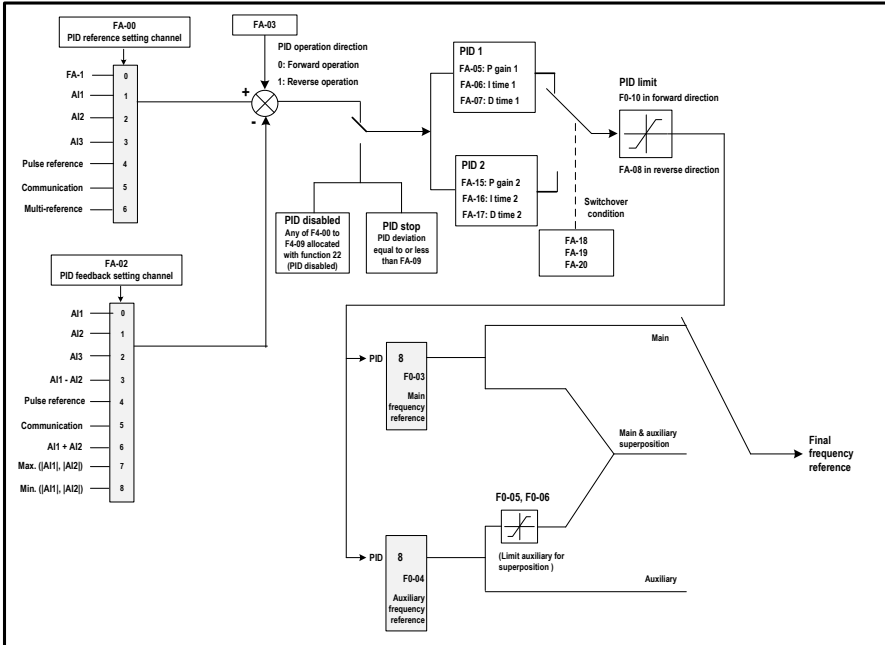 FA-00
PID reference setting channel
FA-1
0
AI1
1
AI2
2
AI3
3
Pulse reference
4
Communication
5
Multi-reference
6
FA-03
PID operation direction
0: Forward operation
1: Reverse operation
+
-
PID disabled
Any of F4-00 to
F4-09 allocated
with function 22
(PID disabled)
PID stop
PID deviation
equal to or less
than FA-09
PID 1
FA-05: P gain 1
FA-06: I time 1
FA-07: D time 1
PID 2
FA-15: P gain 2
FA-16: I time 2
FA-17: D time 2
PID limit
F0-10 in forward direction
FA-08 in reverse direction
Switchover
condition
FA-18
FA-19
FA-20
FA-02
PID feedback setting channel
AI1
0
AI2
1
AI3
2
AI1 - AI2
3
Pulse reference
4
Communication
5
AI1 + AI2
6
Max. (|AI1|, |AI2|)
7
Min. (|AI1|, |AI2|)
8
PID
8
F0-03
Main
frequency
reference
Main
Main & auxiliary
superposition
Final
frequency
reference
F0-05, F0-06
(Limit auxiliary for
superposition )
PID
8
F0-04
Auxiliary
frequency
reference
Auxiliary